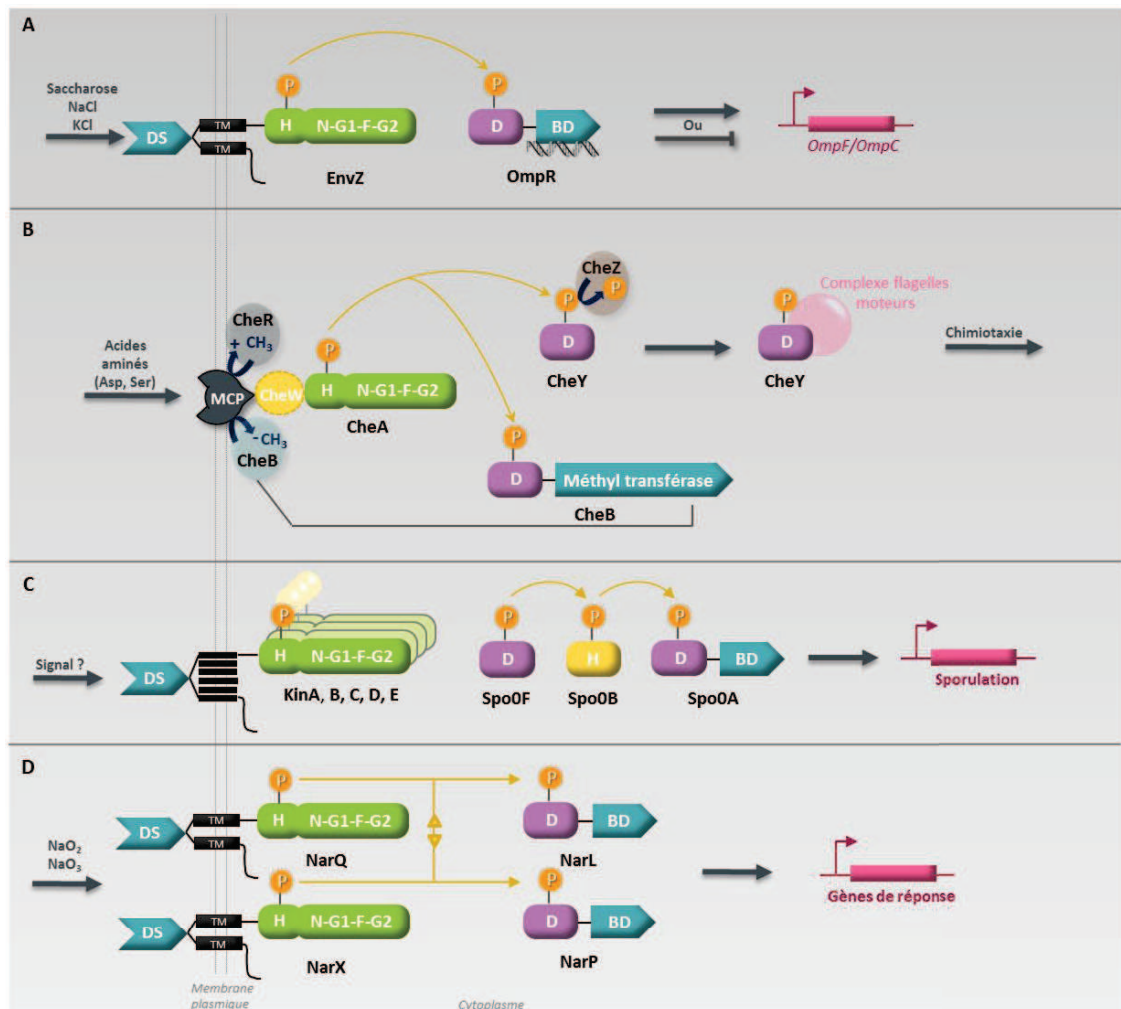 A
Saccharose
NaCl
KCl
DS
TM
TM
P
H
N-G1-F-G2
EnvZ
P
D
BD
OmpR
Ou
OmpF/OmpC
B
Acides
aminés
(Asp, Ser)
CheR
+ CH3
MCP
- CH3
CheB
CheW
P
H
N-G1-F-G2
CheA
CheZ
P
P
D
CheY
P
D
Méthyl transférase
CheB
Complexe flagelles
moteurs
P
D
CheY
Chimiotaxie
C
Signal ?
DS
P
H
N-G1-F-G2
KinA, B, C, D, E
P
D
Spo0F
P
H
Spo0B
P
D
BD
Spo0A
Sporulation
D
NaO2
NaO3
DS
TM
TM
P
H
N-G1-F-G2
NarQ
P
D
BD
NarL
DS
TM
TM
P
H
N-G1-F-G2
NarX
P
D
BD
NarP
Gènes de réponse
Membrane
plasmique
Cytoplasme